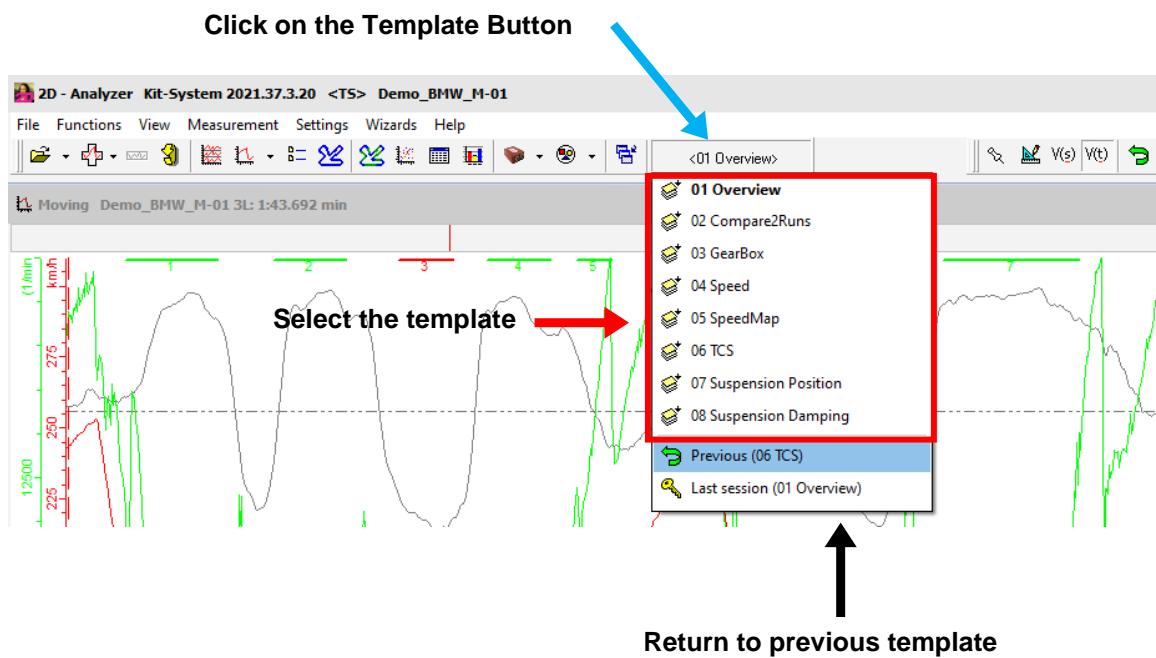 Click on the Template Button
2D - Analyzer Kit-System 2021.37.3.20 <TS> Demo_BMW_M-01
File Functions View Measurement Settings Wizards Help
<01 Overview>
V(s) V(t)
Moving Demo_BMW_M-01 3L: 1:43.692 min
01 Overview
02 Compare2Runs
03 GearBox
04 Speed
05 SpeedMap
06 TCS
07 Suspension Position
08 Suspension Damping
Previous (06 TCS)
Last session (01 Overview)
(1/min
km/h
1 2 3 4 5 7
Select the template
275
250
12500
225
Return to previous template